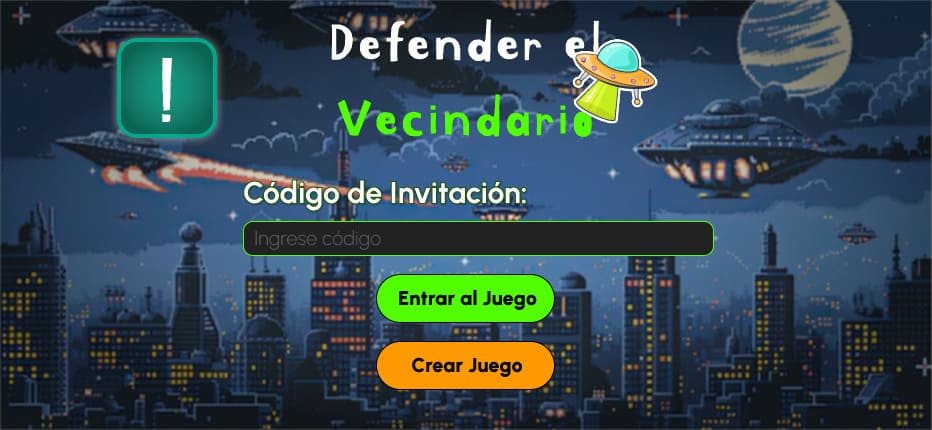 !
Defender el
Vecindario
Código de Invitación:
Ingrese código
Entrar al Juego
Crear Juego